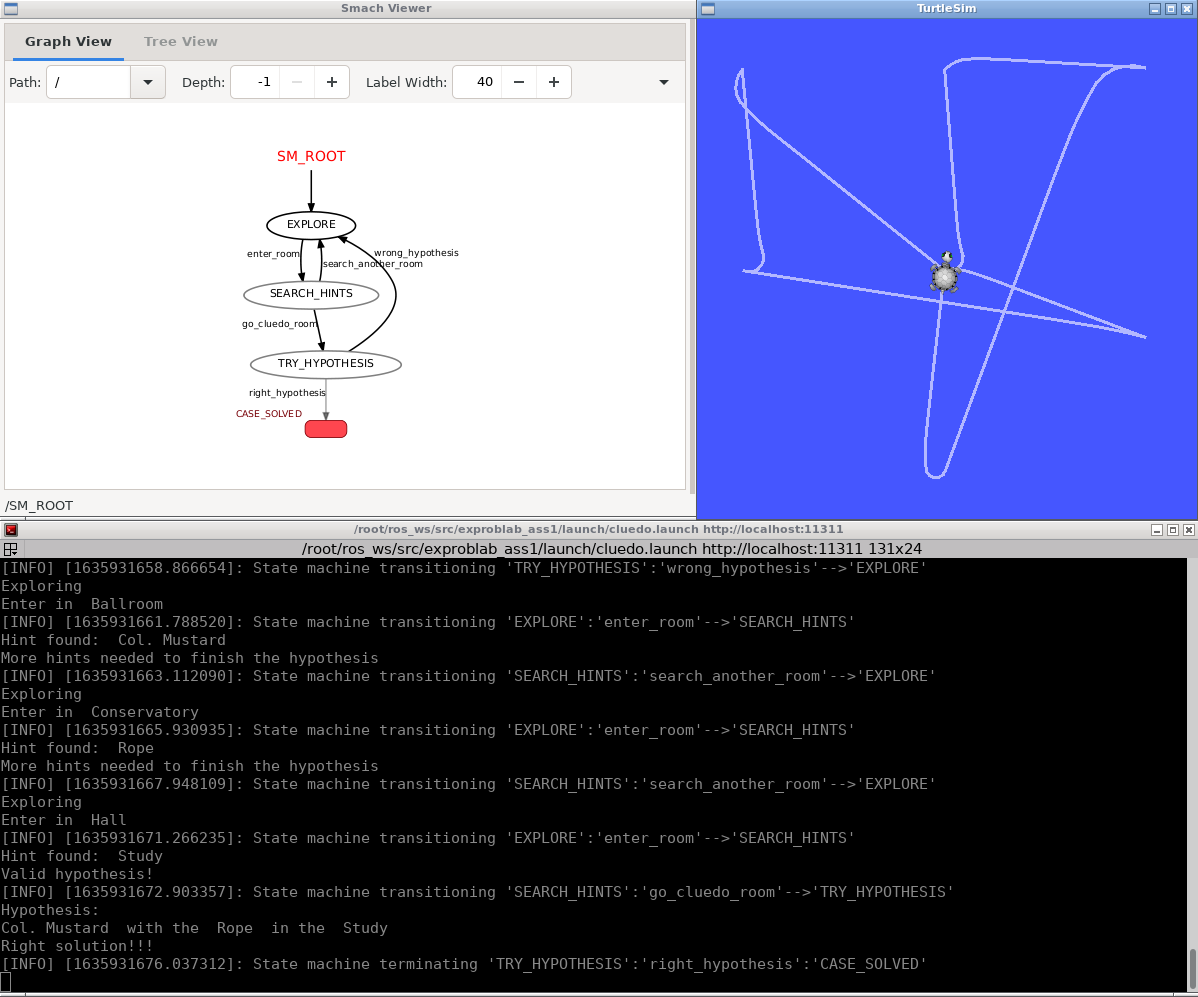 Smach Viewer
Graph View Tree View
Path: / Depth: -1 Label Width: 40
SM_ROOT
EXPLORE
enter_room
wrong_hypothesis
search_another_room
SEARCH_HINTS
go_cluedo_room
TRY_HYPOTHESIS
right_hypothesis
CASE_SOLVED
/SM_ROOT
TurtleSim
/root/ros_ws/src/exproblab_ass1/launch/cluedo.launch http://localhost:11311
/root/ros_ws/src/exproblab_ass1/launch/cluedo.launch http://localhost:11311 131x24
[INFO] [1635931658.866654]: State machine transitioning 'TRY_HYPOTHESIS':'wrong_hypothesis'-->'EXPLORE'
Exploring
Enter in  Ballroom
[INFO] [1635931661.788520]: State machine transitioning 'EXPLORE':'enter_room'-->'SEARCH_HINTS'
Hint found:  Col. Mustard
More hints needed to finish the hypothesis
[INFO] [1635931663.112090]: State machine transitioning 'SEARCH_HINTS':'search_another_room'-->'EXPLORE'
Exploring
Enter in  Conservatory
[INFO] [1635931665.930935]: State machine transitioning 'EXPLORE':'enter_room'-->'SEARCH_HINTS'
Hint found:  Rope
More hints needed to finish the hypothesis
[INFO] [1635931667.948109]: State machine transitioning 'SEARCH_HINTS':'search_another_room'-->'EXPLORE'
Exploring
Enter in  Hall
[INFO] [1635931671.266235]: State machine transitioning 'EXPLORE':'enter_room'-->'SEARCH_HINTS'
Hint found:  Study
Valid hypothesis!
[INFO] [1635931672.903357]: State machine transitioning 'SEARCH_HINTS':'go_cluedo_room'-->'TRY_HYPOTHESIS'
Hypothesis:
Col. Mustard  with the  Rope  in the  Study
Right solution!!!
[INFO] [1635931676.037312]: State machine terminating 'TRY_HYPOTHESIS':'right_hypothesis':'CASE_SOLVED'